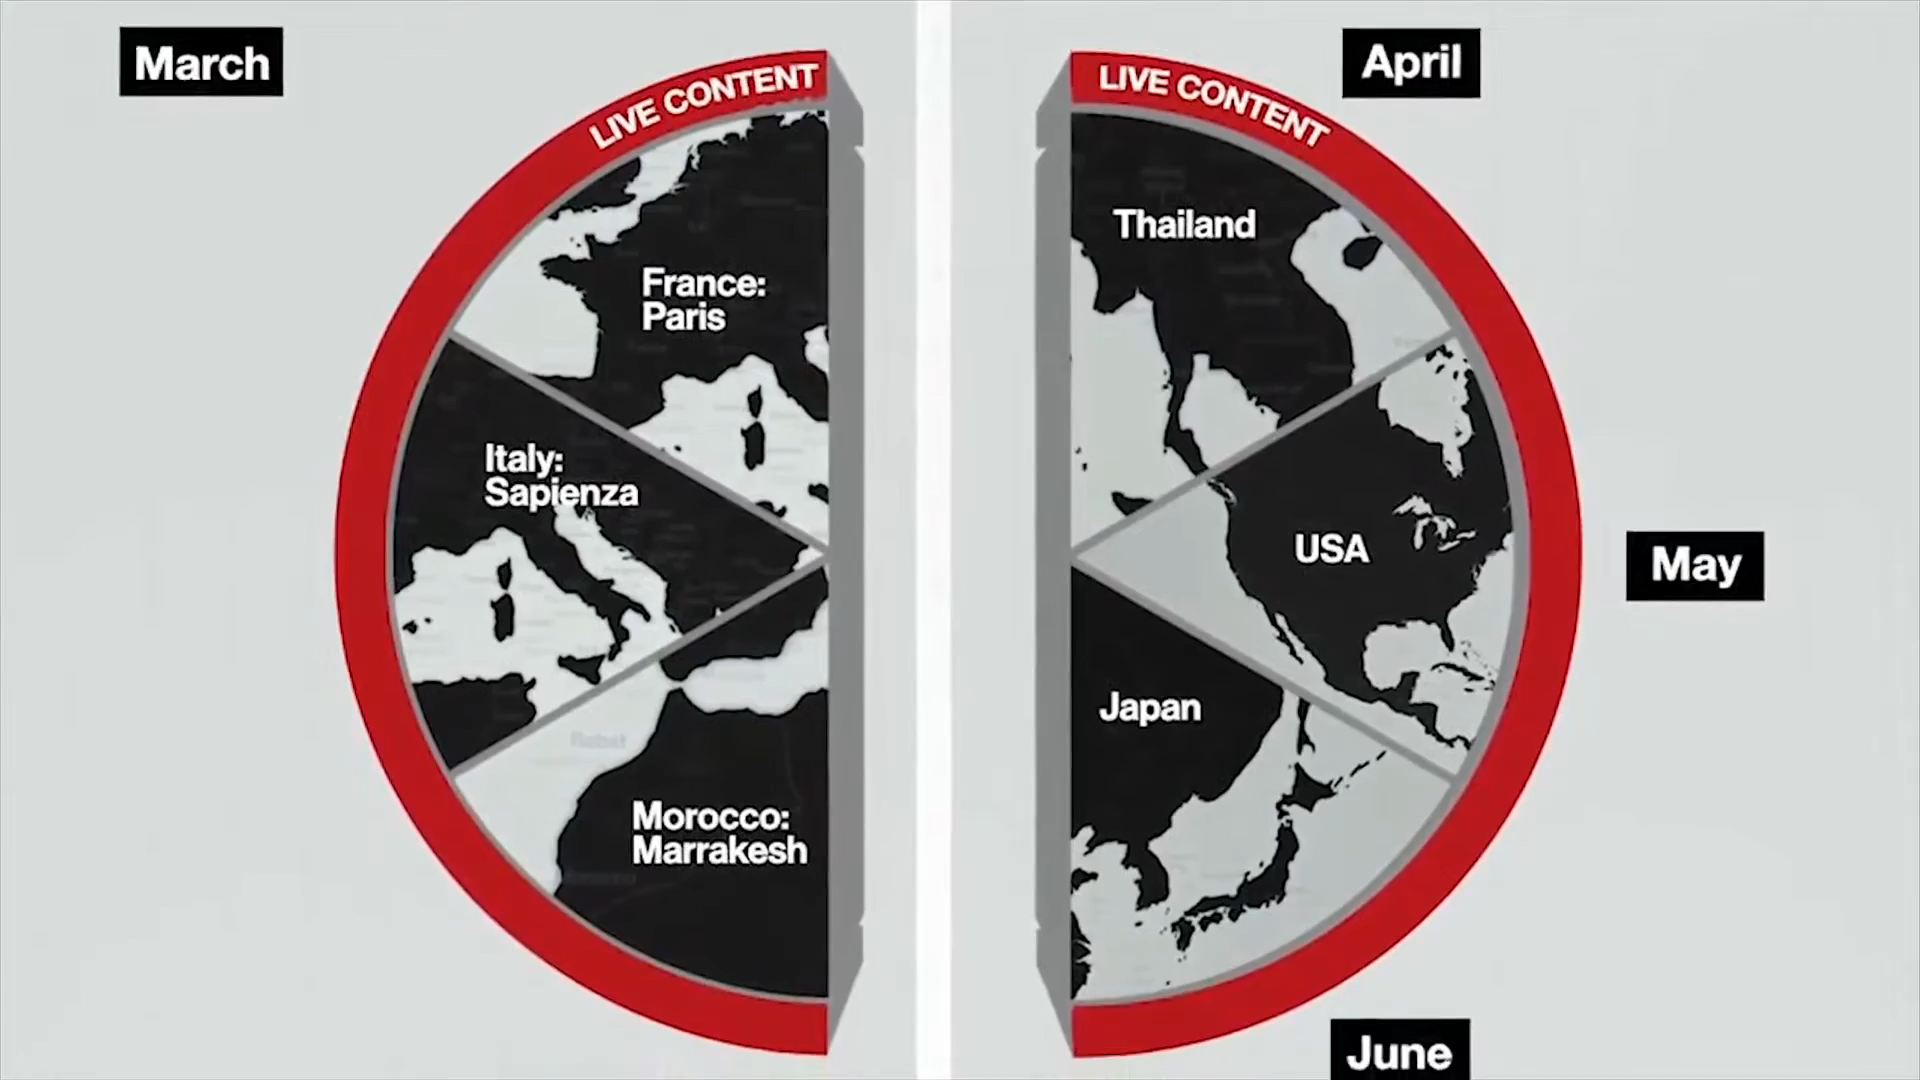 March
LIVE CONTENT
France:
Paris
Italy:
Sapienza
Morocco:
Marrakesh
April
LIVE CONTENT
Thailand
USA
May
Japan
June